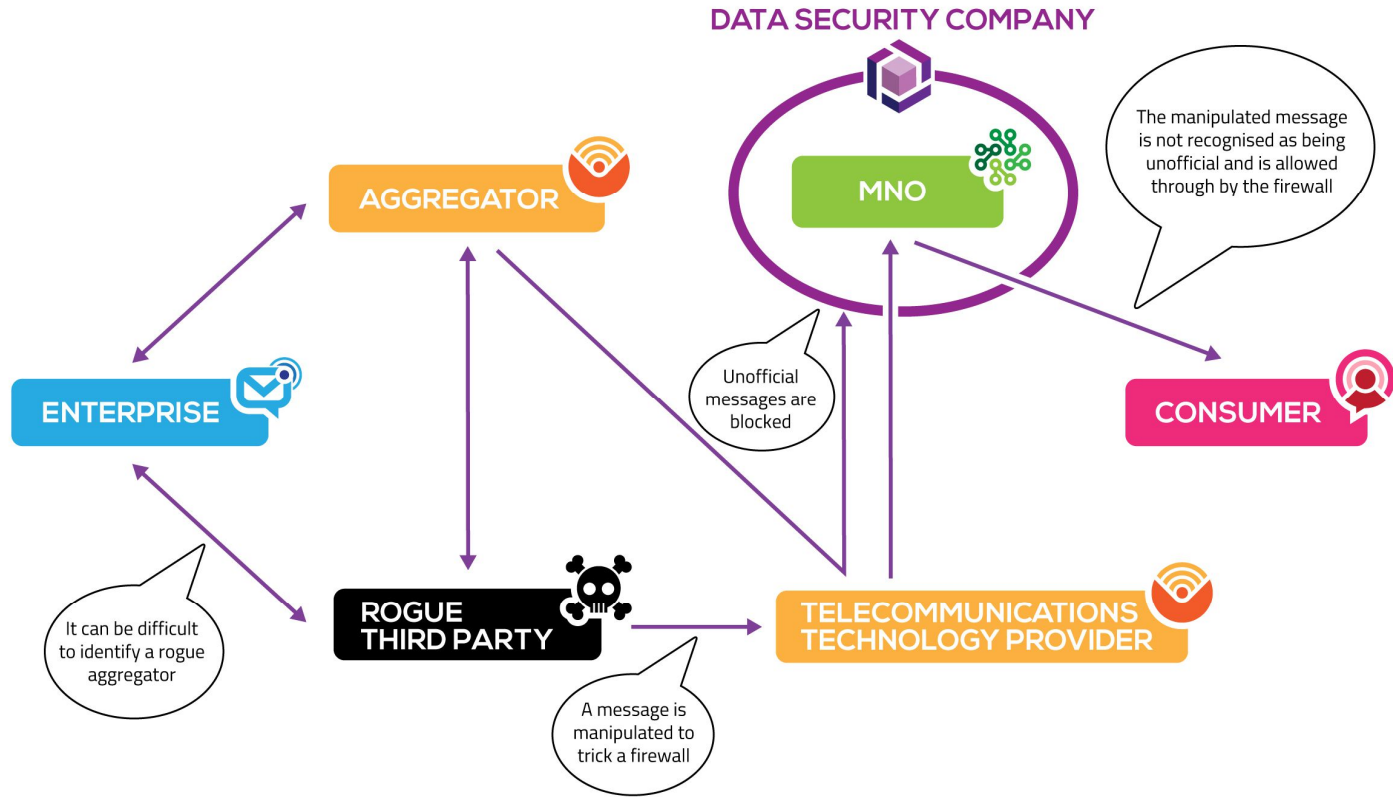 DATA SECURITY COMPANY
The manipulated message
is not recognised as being
unofficial and is allowed
through by the firewall
AGGREGATOR
MNO
Unofficial
messages are
blocked
ENTERPRISE
CONSUMER
It can be difficult
to identify a rogue
aggregator
ROGUE
THIRD PARTY
TELECOMMUNICATIONS
TECHNOLOGY PROVIDER
A message is
manipulated to
trick a firewall